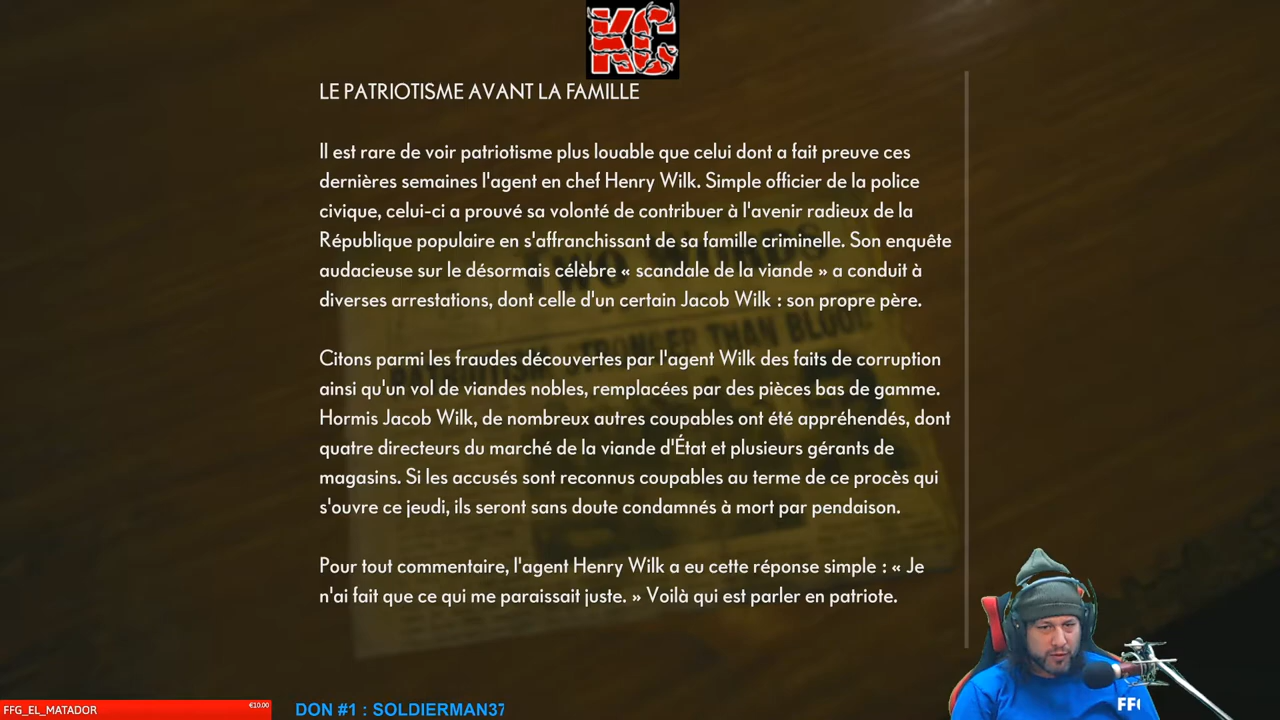 KC
LE PATRIOTISME AVANT LA FAMILLE
Il est rare de voir patriotisme plus louable que celui dont a fait preuve ces
dernières semaines l'agent en chef Henry Wilk. Simple officier de la police
civique, celui-ci a prouvé sa volonté de contribuer à l'avenir radieux de la
République populaire en s'affranchissant de sa famille criminelle. Son enquête
audacieuse sur le désormais célèbre « scandale de la viande » a conduit à
diverses arrestations, dont celle d'un certain Jacob Wilk : son propre père.
Citons parmi les fraudes découvertes par l'agent Wilk des faits de corruption
ainsi qu'un vol de viandes nobles, remplacées par des pièces bas de gamme.
Hormis Jacob Wilk, de nombreux autres coupables ont été appréhendés, dont
quatre directeurs du marché de la viande d'État et plusieurs gérants de
magasins. Si les accusés sont reconnus coupables au terme de ce procès qui
s'ouvre ce jeudi, ils seront sans doute condamnés à mort par pendaison.
Pour tout commentaire, l'agent Henry Wilk a eu cette réponse simple : « Je
n'ai fait que ce qui me paraissait juste. » Voilà qui est parler en patriote.
THAN BLOOD
FFG_EL_MATADOR €10.00
DON #1 : SOLDIERMAN37
FFG